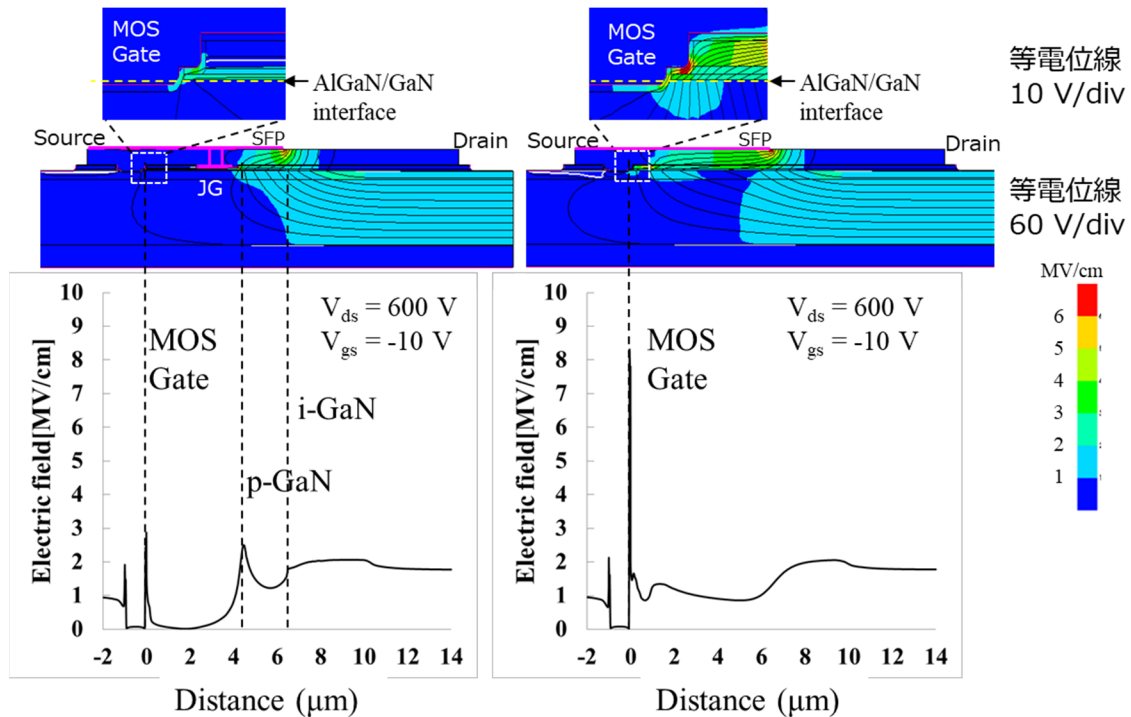 MOS
Gate
AlGaN/GaN
interface
MOS
Gate
AlGaN/GaN
interface
等電位線
10 V/div
Source
SFP
Drain
JG
Source
SFP
Drain
等電位線
60 V/div
MV/cm
6
5
4
3
2
1
Electric field[MV/cm]
10
9
8
7
6
5
4
3
2
1
0
-2 0 2 4 6 8 10 12 14
Distance (μm)
MOS
Gate
Vds = 600 V
Vgs = -10 V
i-GaN
p-GaN
Electric field[MV/cm]
10
9
8
7
6
5
4
3
2
1
0
-2 0 2 4 6 8 10 12 14
Distance (μm)
MOS
Gate
Vds = 600 V
Vgs = -10 V